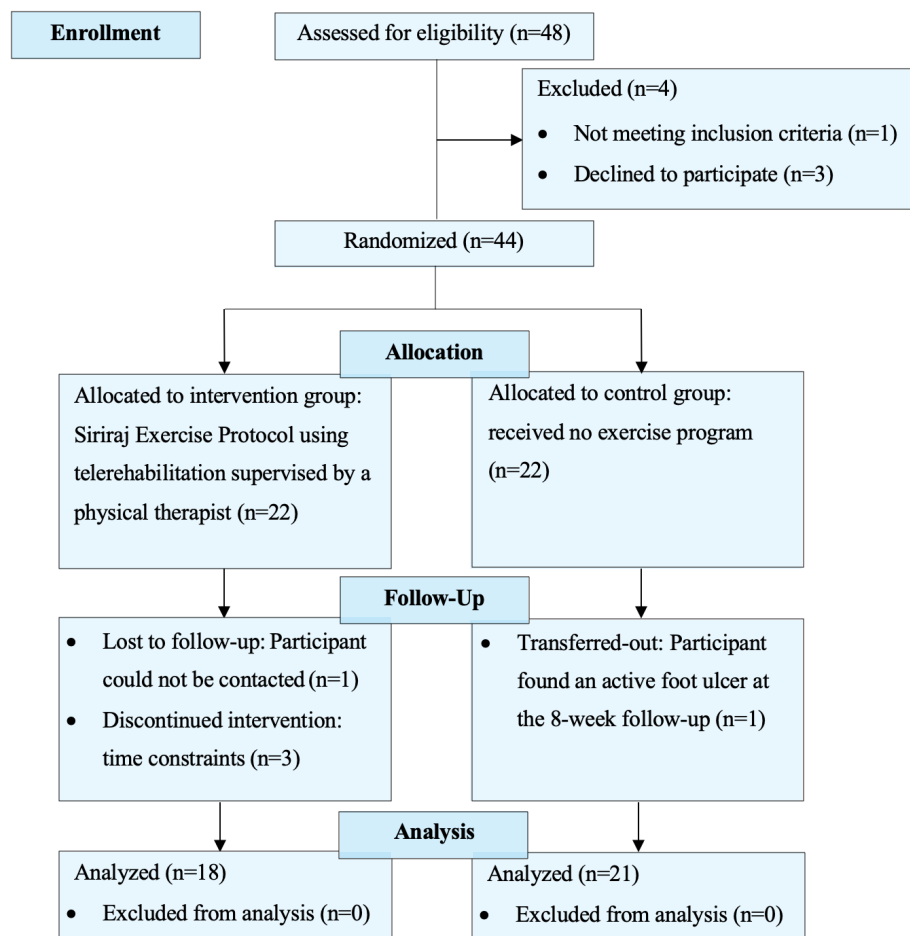 Enrollment
Assessed for eligibility (n=48)
Excluded (n=4)
• Not meeting inclusion criteria (n=1)
• Declined to participate (n=3)
Randomized (n=44)
Allocation
Allocated to intervention group:
Siriraj Exercise Protocol using
telerehabilitation supervised by a
physical therapist (n=22)
Allocated to control group:
received no exercise program
(n=22)
Follow-Up
• Lost to follow-up: Participant
could not be contacted (n=1)
• Discontinued intervention:
time constraints (n=3)
• Transferred-out: Participant
found an active foot ulcer at
the 8-week follow-up (n=1)
Analysis
Analyzed (n=18)
• Excluded from analysis (n=0)
Analyzed (n=21)
• Excluded from analysis (n=0)